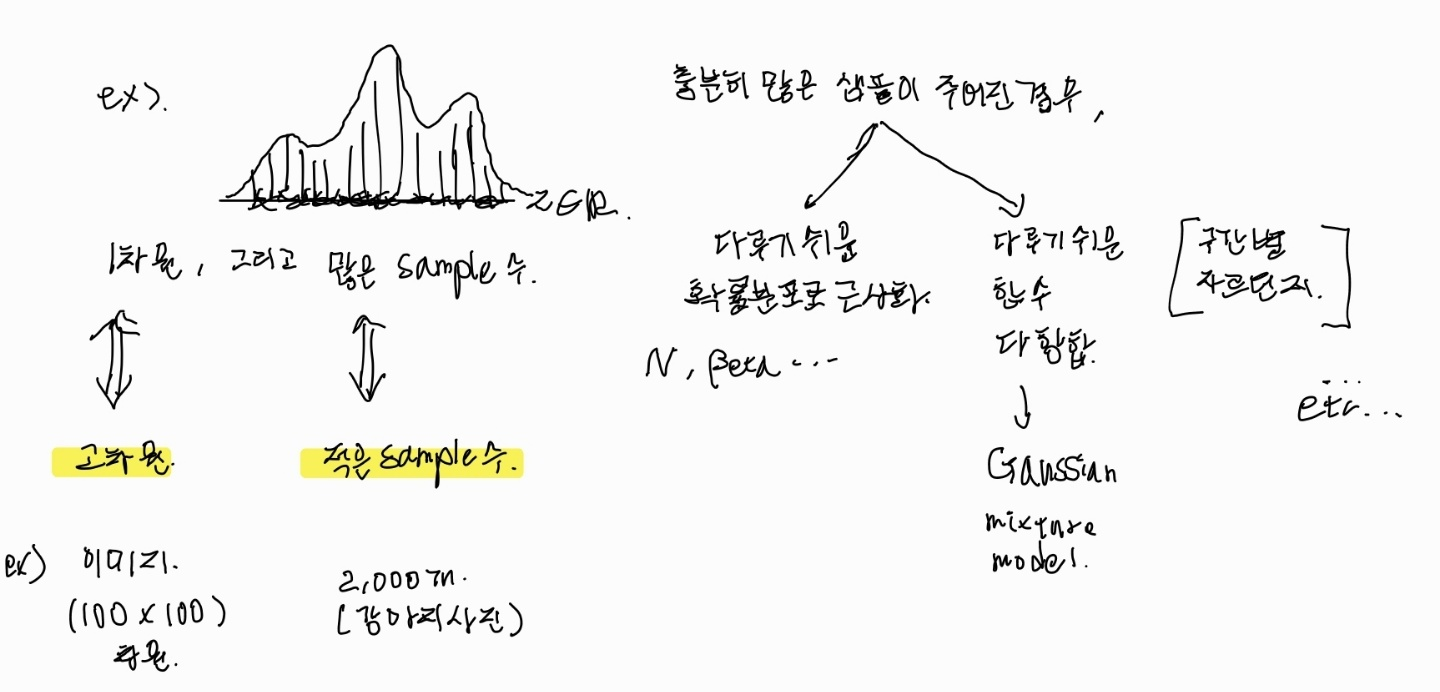 ex).
z ∈ ℝ.
1차원, 그리고 많은 sample 수.
고차원.
적은 sample 수.
ex) 이미지.
(100 x 100)
차원.
2,000개.
(강아지사진)
충분히 많은 샘플이 주어진 경우,
다루기 쉬운
확률분포로 근사화.
N, Beta ...
다루기 쉬운
함수
다항합.
Gaussian
mixture
model.
[구간별
자르던지.]
...
etc...